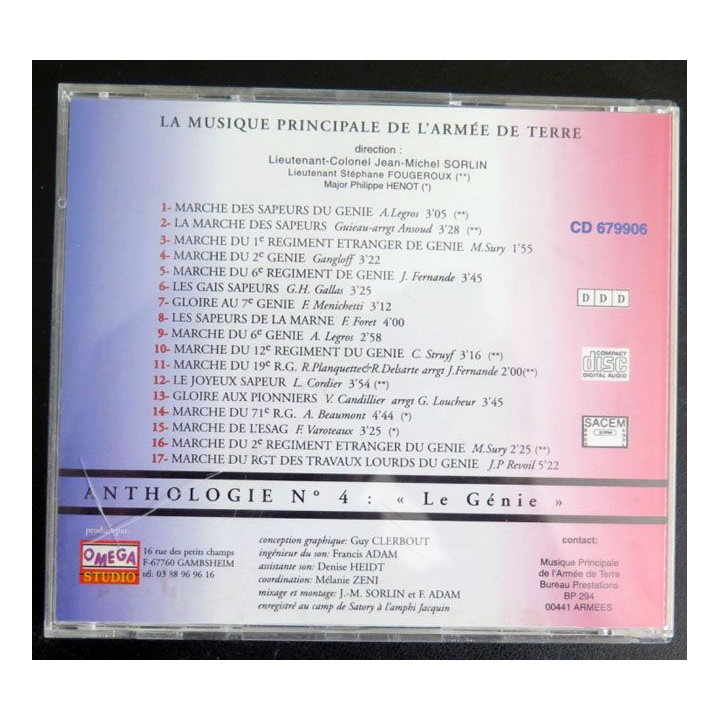 LA MUSIQUE PRINCIPALE DE L'ARMÉE DE TERRE
direction :
Lieutenant-Colonel Jean-Michel SORLIN
Lieutenant Stéphane FOUGEROUX (**)
Major Philippe HENOT (*)
1- MARCHE DES SAPEURS DU GENIE A.Legros 3'05 (**)
2- LA MARCHE DES SAPEURS Guieau-arrgt Ansoud 3'28 (**)
3- MARCHE DU 1e REGIMENT ETRANGER DE GENIE M.Sury 1'55
4- MARCHE DU 2e GENIE Gangloff 3'22
5- MARCHE DU 6e REGIMENT DE GENIE J. Fernande 3'45
6- LES GAIS SAPEURS G.H. Gallas 3'25
7- GLOIRE AU 7e GENIE F. Menichetti 3'12
8- LES SAPEURS DE LA MARNE F. Foret 4'00
9- MARCHE DU 6e GENIE A. Legros 2'58
10- MARCHE DU 12e REGIMENT DU GENIE C. Struyf 3'16 (**)
11- MARCHE DU 19e R.G. R.Planquette&R.Delsarte arrgt J.Fernande 2'00(**)
12- LE JOYEUX SAPEUR L. Cordier 3'54 (**)
13- GLOIRE AUX PIONNIERS V. Candillier arrgt G. Loucheur 3'45
14- MARCHE DU 71e R.G. A. Beaumont 4'44 (*)
15- MARCHE DE L'ESAG F. Varoteaux 3'25 (*)
16- MARCHE DU 2e REGIMENT ETRANGER DU GENIE M.Sury 2'25 (**)
17- MARCHE DU RGT DES TRAVAUX LOURDS DU GENIE J.P Revoil 5'22
CD 679906
D D D
COMPACT
disc
DIGITAL AUDIO
SACEM
ANTHOLOGIE N° 4 : « Le Génie »
produit par:
OMEGA
STUDIO
16 rue des petits champs
F-67760 GAMBSHEIM
tél: 03 88 96 96 16
conception graphique: Guy CLERBOUT
ingénieur du son: Francis ADAM
assistante son: Denise HEIDT
coordination: Mélanie ZENI
mixage et montage: J.-M. SORLIN et F. ADAM
enregistré au camp de Satory à l'amphi Jacquin
contact:
Musique Principale
de l'Armée de Terre
Bureau Prestations
BP 294
00441 ARMEES